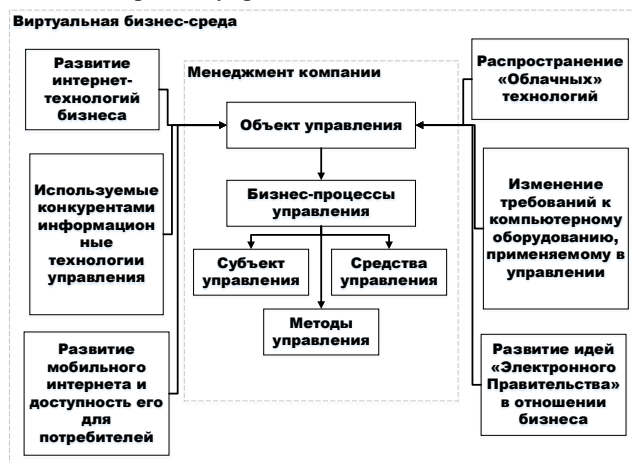 Виртуальная бизнес-среда
Развитие
интернет-
технологий
бизнеса
Используемые
конкурентами
информацион
ные
технологии
управления
Развитие
мобильного
интернета и
доступность его
для
потребителей
Менеджмент компании
Объект управления
Бизнес-процессы
управления
Субъект
управления
Средства
управления
Методы
управления
Распространение
«Облачных»
технологий
Изменение
требований к
компьютерному
оборудованию,
применяемому в
управлении
Развитие идей
«Электронного
Правительства»
в отношении
бизнеса